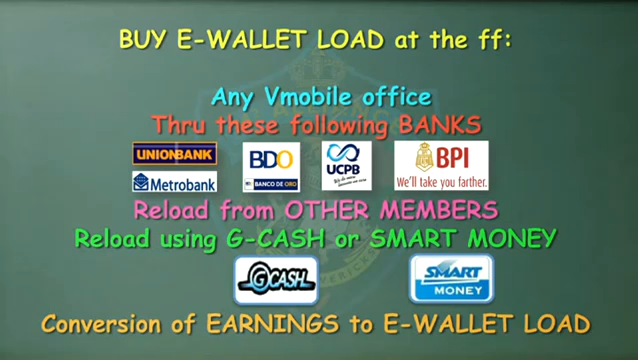 BUY E-WALLET LOAD at the ff:
Any Vmobile office
Thru these following BANKS
UNIONBANK
BDO
BANCO DE ORO
UCPB
BPI
We'll take you farther.
Metrobank
Reload from OTHER MEMBERS
Reload using G-CASH or SMART MONEY
GCASH
SMART
MONEY
Conversion of EARNINGS to E-WALLET LOAD